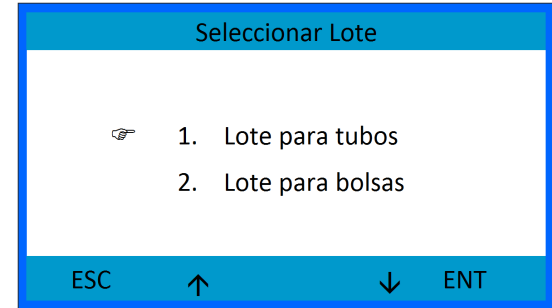 Seleccionar Lote
☞ 1. Lote para tubos
2. Lote para bolsas
ESC ↑ ↓ ENT